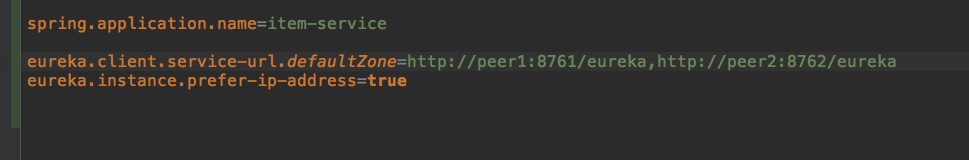 spring.application.name=item-service
eureka.client.service-url.defaultZone=http://peer1:8761/eureka,http://peer2:8762/eureka
eureka.instance.prefer-ip-address=true